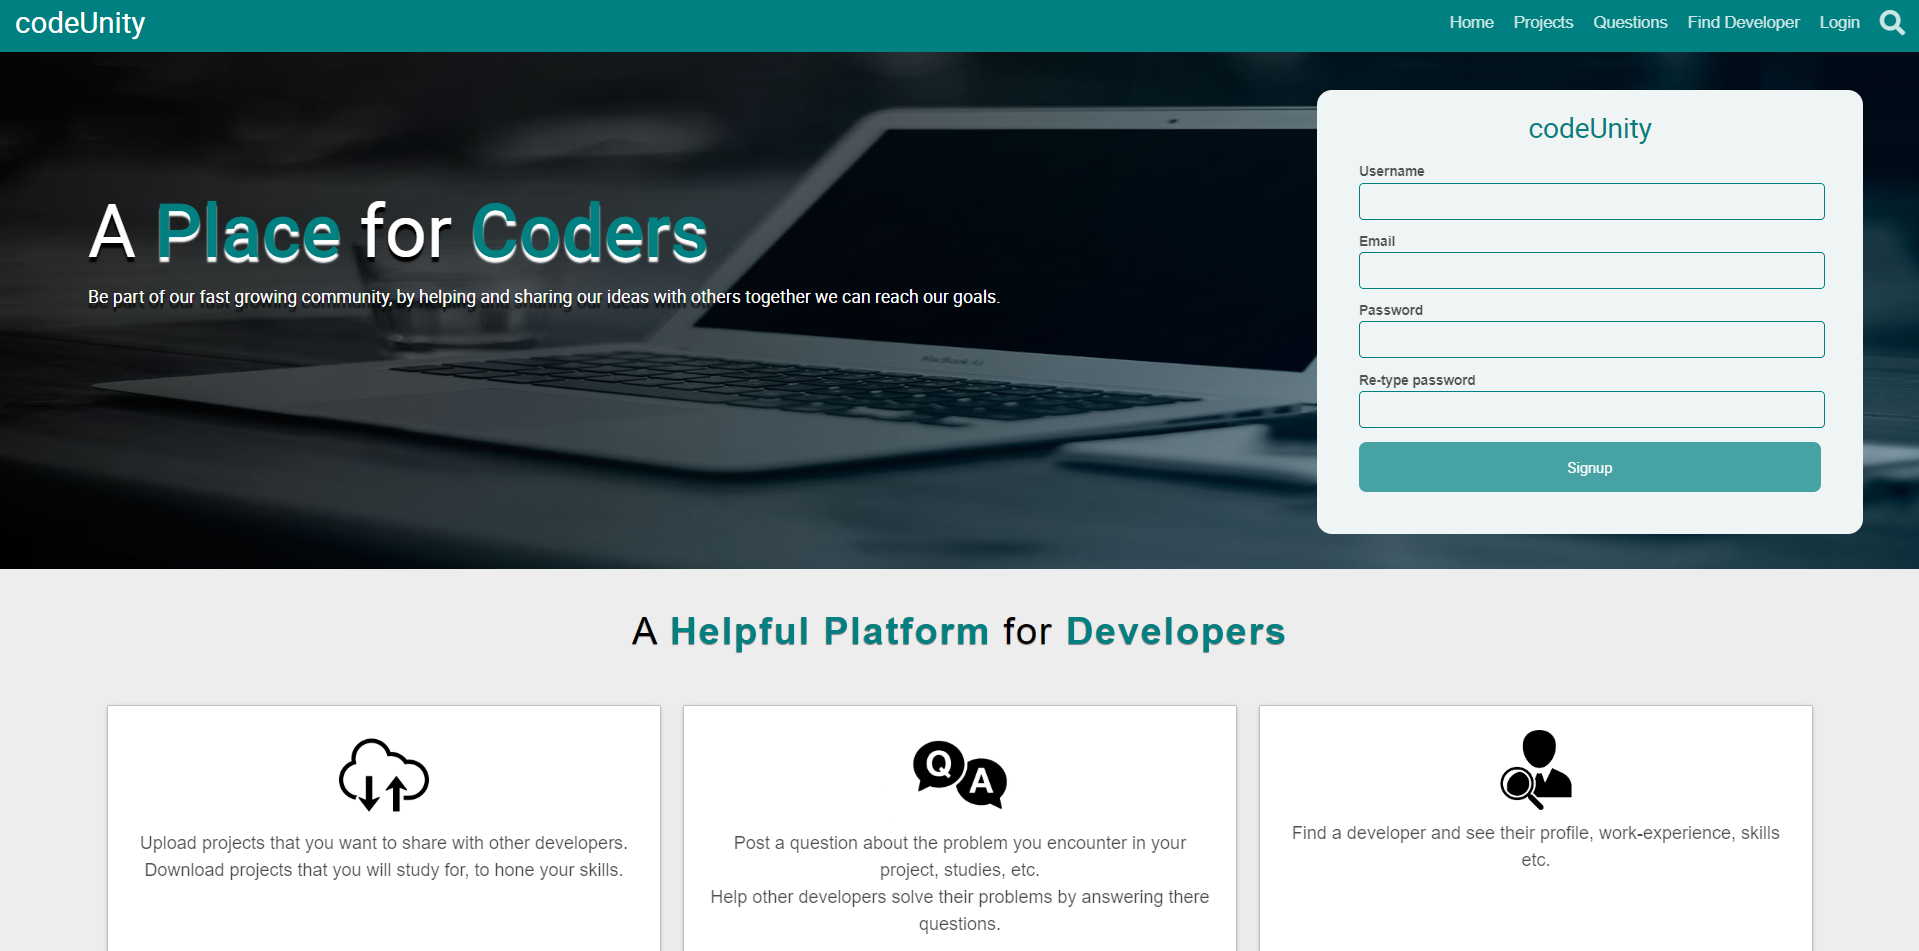 codeUnity
Home Projects Questions Find Developer Login
codeUnity
Username
Email
Password
Re-type password
Signup
A Place for Coders
Be part of our fast growing community, by helping and sharing our ideas with others together we can reach our goals.
MacBook Air
A Helpful Platform for Developers
Upload projects that you want to share with other developers.
Download projects that you will study for, to hone your skills.
Q A
Post a question about the problem you encounter in your
project, studies, etc.
Help other developers solve their problems by answering there
questions.
Find a developer and see their profile, work-experience, skills
etc.